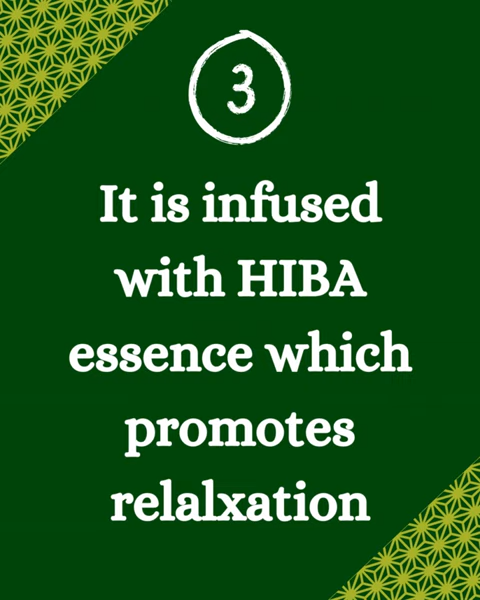 3
It is infused
with HIBA
essence which
promotes
relalxation